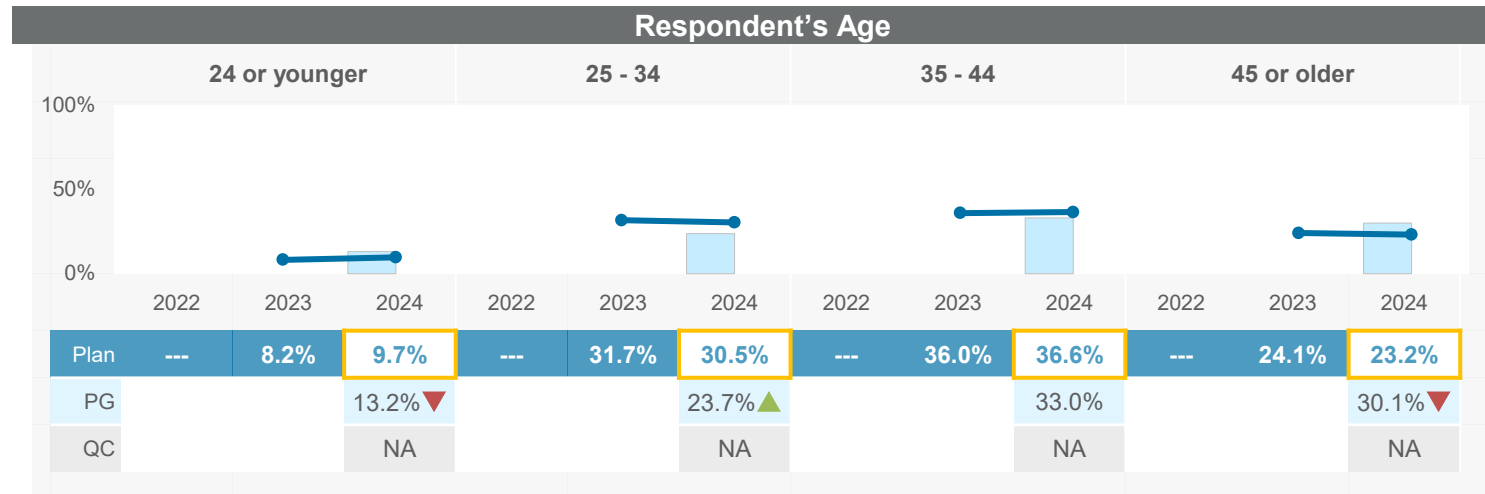 Respondent’s Age
24 or younger 25 - 34 35 - 44 45 or older
100%
50%
0%
2022 2023 2024 2022 2023 2024 2022 2023 2024 2022 2023 2024
Plan --- 8.2% 9.7% --- 31.7% 30.5% --- 36.0% 36.6% --- 24.1% 23.2%
PG 13.2% 23.7% 33.0% 30.1%
QC NA NA NA NA